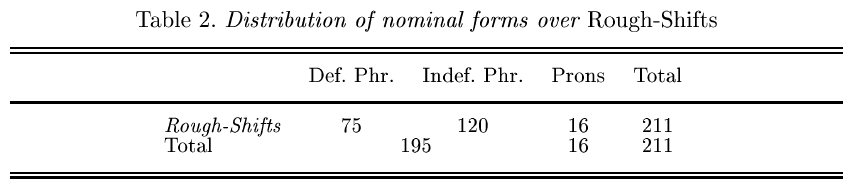 Table 2. Distribution of nominal forms over Rough-Shifts
Def. Phr. Indef. Phr. Prons Total
Rough-Shifts 75 120 16 211
Total 195 16 211